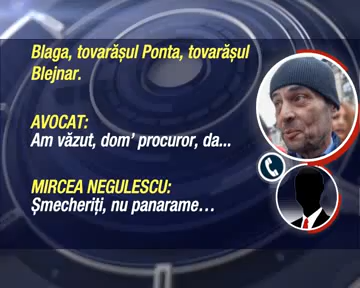 Blaga, tovarășul Ponta, tovarășul
Blejnar.
AVOCAT:
Am văzut, dom' procuror, da...
MIRCEA NEGULESCU:
Șmecheriți, nu panarame...